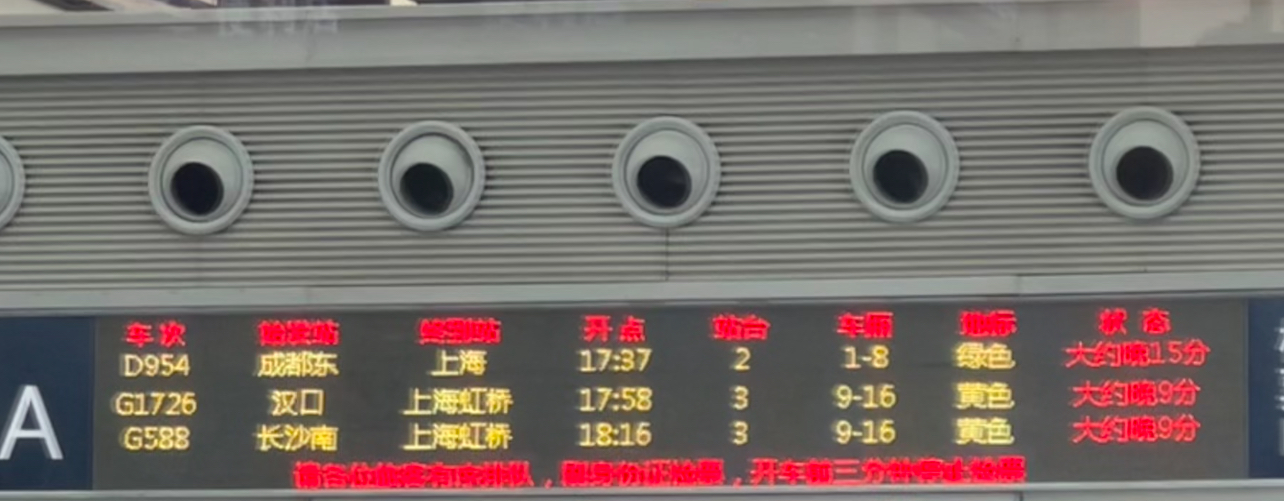 车次 始发站 终到站 开点 站台 车厢 地标 状态
D954 成都东 上海 17:37 2 1-8 绿色 大约晚15分
A
G1726 汉口 上海虹桥 17:58 3 9-16 黄色 大约晚9分
G588 长沙南 上海虹桥 18:16 3 9-16 黄色 大约晚9分
请各位旅客有序排队，刷身份证检票，开车前三分钟停止检票